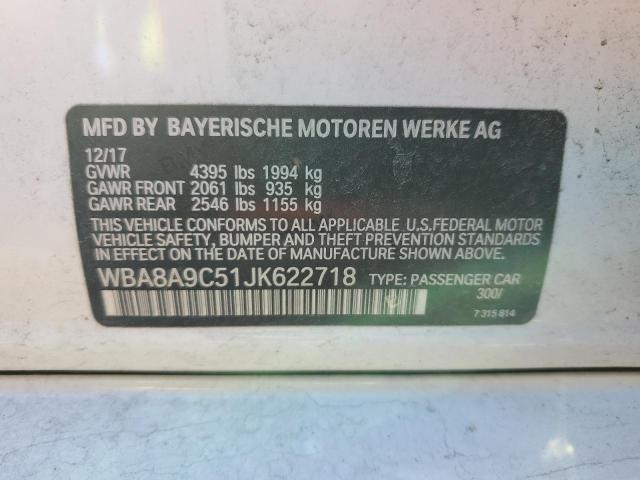 MFD BY BAYERISCHE MOTOREN WERKE AG
12/17
GVWR 4395 lbs 1994 kg
GAWR FRONT 2061 lbs 935 kg
GAWR REAR 2546 lbs 1155 kg
THIS VEHICLE CONFORMS TO ALL APPLICABLE U.S.FEDERAL MOTOR
VEHICLE SAFETY, BUMPER AND THEFT PREVENTION STANDARDS
IN EFFECT ON THE DATE OF MANUFACTURE SHOWN ABOVE.
WBA8A9C51JK622718 TYPE: PASSENGER CAR
300/
7 315 814